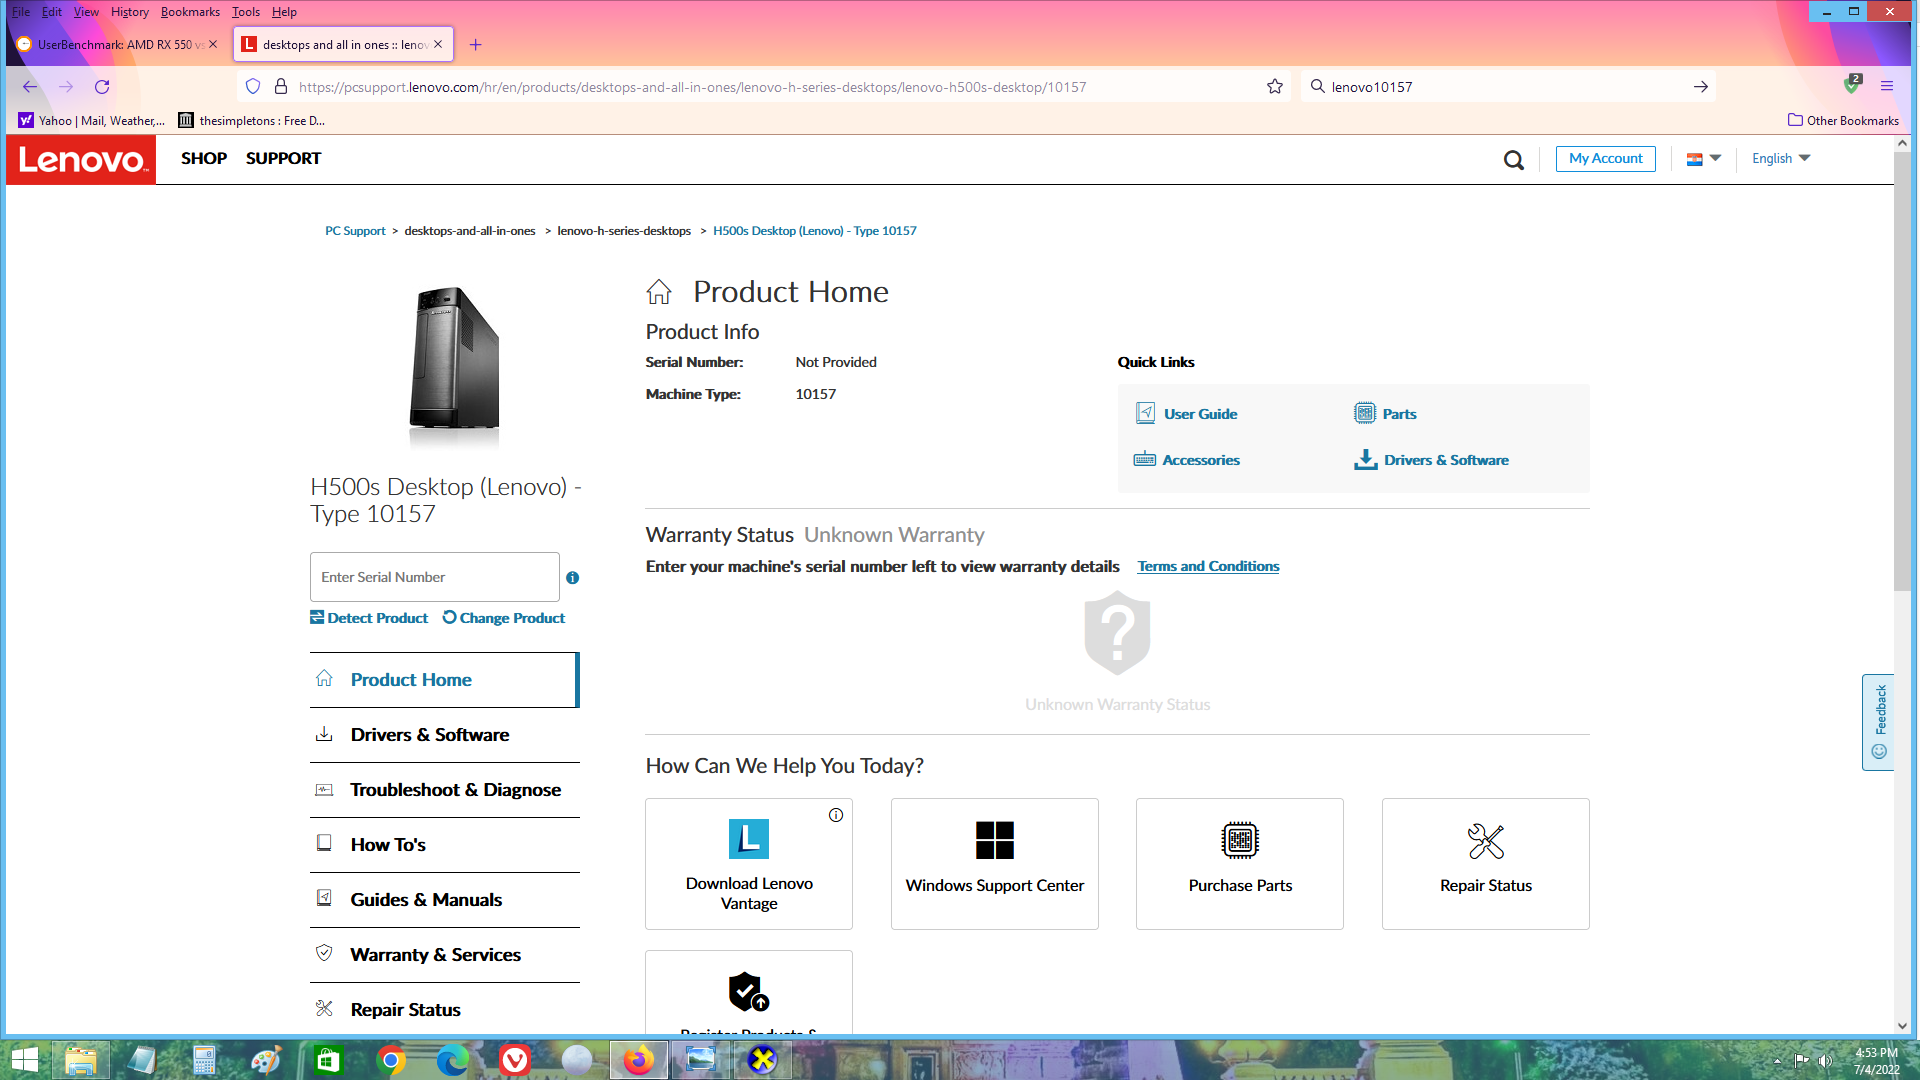 File Edit View History Bookmarks Tools Help
UserBenchmark: AMD RX 550 vs
desktops and all in ones :: lenov
https://pcsupport.lenovo.com/hr/en/products/desktops-and-all-in-ones/lenovo-h-series-desktops/lenovo-h500s-desktop/10157
lenovo10157
2
Yahoo | Mail, Weather,...
thesimpletons : Free D...
Other Bookmarks
Lenovo
SHOP SUPPORT
My Account
English
PC Support > desktops-and-all-in-ones > lenovo-h-series-desktops > H500s Desktop (Lenovo) - Type 10157
Product Home
Product Info
Serial Number: Not Provided
Machine Type: 10157
Quick Links
User Guide
Parts
Accessories
Drivers & Software
H500s Desktop (Lenovo) -
Type 10157
Enter Serial Number
Detect Product Change Product
Product Home
Drivers & Software
Troubleshoot & Diagnose
How To's
Guides & Manuals
Warranty & Services
Repair Status
Warranty Status Unknown Warranty
Enter your machine's serial number left to view warranty details Terms and Conditions
Unknown Warranty Status
How Can We Help You Today?
Download Lenovo
Vantage
Windows Support Center
Purchase Parts
Repair Status
Register Products &
Feedback
4:53 PM
7/4/2022